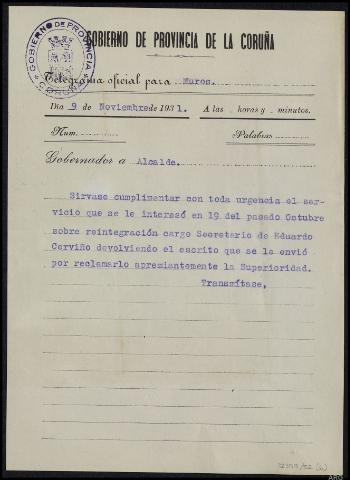 GOBIERNO DE PROVINCIA DE LA CORUÑA
GOBIERNO DE PROVINCIA
CORUÑA
Telegrama oficial para Muros.
Dia 9 de Noviembre de 1931. A las horas y minutos.
Num. Palabras
Gobernador a Alcalde.
Sirvase cumplimentar con toda urgencia el ser-
vicio que se le interesó en 19 del pasado Octubre
sobre reintegración cargo Secretario de Eduardo
Cerviño devolviendo el escrito que se le envió
por reclamarlo apremiantemente la Superioridad.
Transmítase,